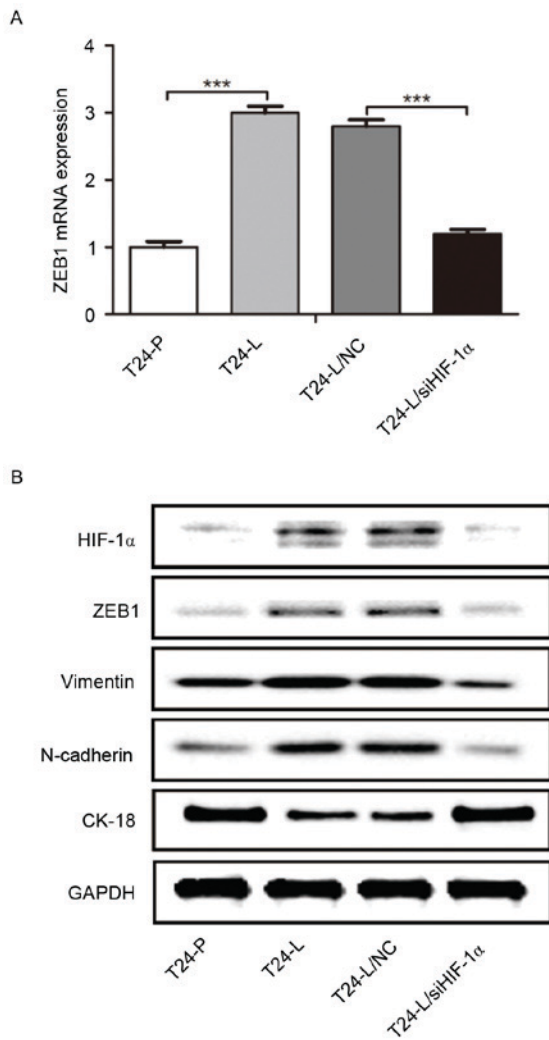 A
4
3
2
1
0
ZEB1 mRNA expression
***
***
T24-P
T24-L
T24-L/NC
T24-L/siHIF-1α
B
HIF-1α
ZEB1
Vimentin
N-cadherin
CK-18
GAPDH
T24-P
T24-L
T24-L/NC
T24-L/siHIF-1α